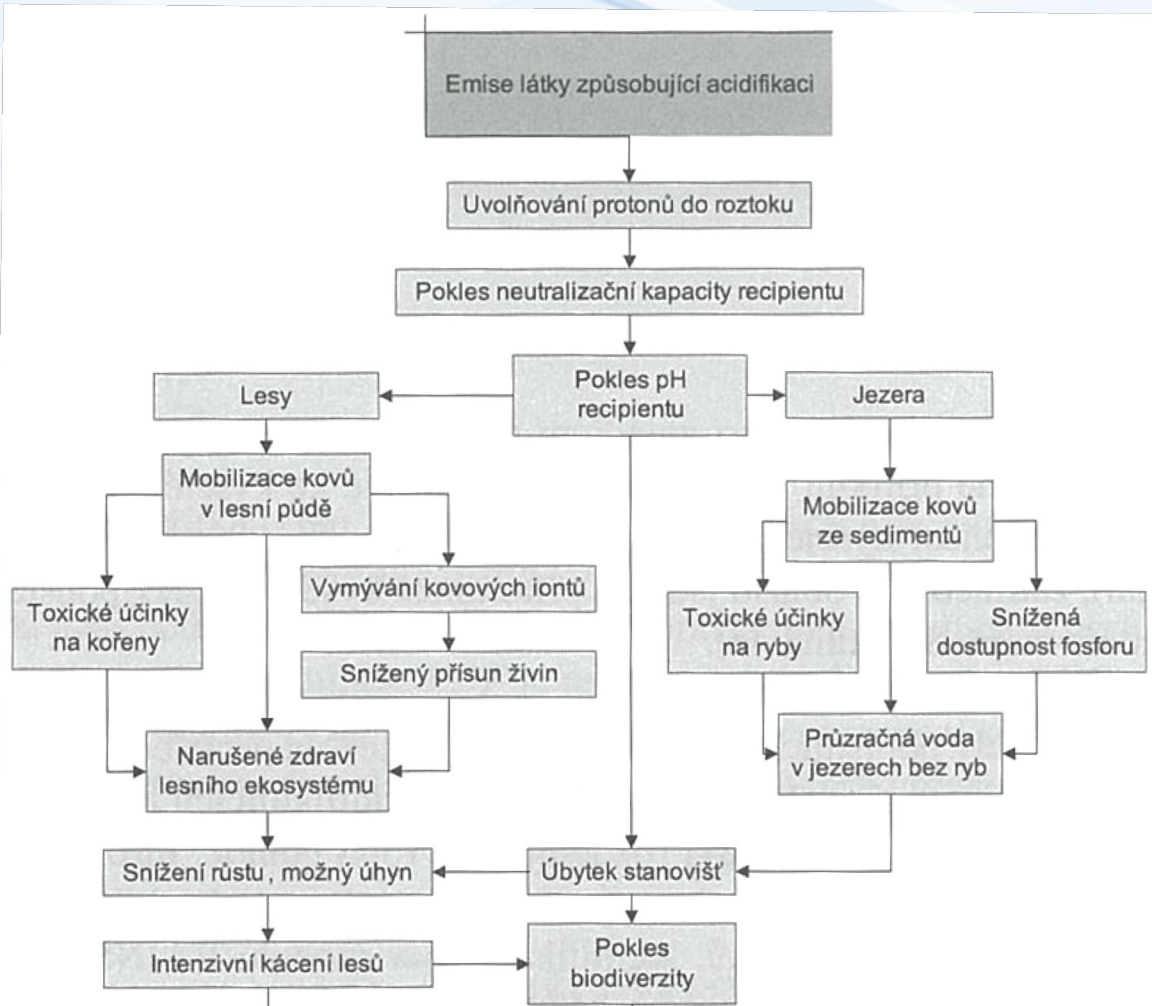 Emise látky způsobující acidifikaci
Uvolňování protonů do roztoku
Pokles neutralizační kapacity recipientu
Pokles pH
recipientu
Lesy
Jezera
Mobilizace kovů
v lesní půdě
Mobilizace kovů
ze sedimentů
Toxické účinky
na kořeny
Vymývání kovových iontů
Snížený přísun živin
Toxické účinky
na ryby
Snížená
dostupnost fosforu
Narušené zdraví
lesního ekosystému
Průzračná voda
v jezerech bez ryb
Snížení růstu , možný úhyn
Úbytek stanovišť
Intenzivní kácení lesů
Pokles
biodiverzity